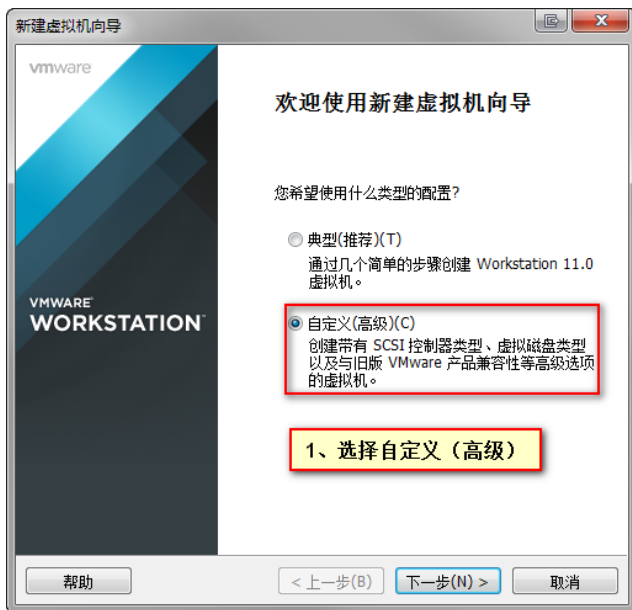 新建虚拟机向导
vmware
欢迎使用新建虚拟机向导
您希望使用什么类型的配置?
典型(推荐)(T)
通过几个简单的步骤创建 Workstation 11.0
虚拟机。
VMWARE
WORKSTATION™
自定义(高级)(C)
创建带有 SCSI 控制器类型、虚拟磁盘类型
以及与旧版 VMware 产品兼容性等高级选项
的虚拟机。
1、选择自定义（高级）
帮助
< 上一步(B)
下一步(N) >
取消